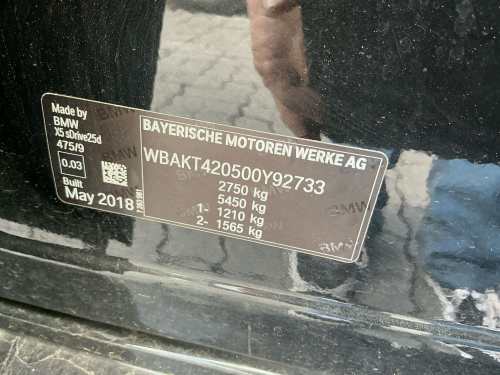 Made by
BMW
X5 sDrive25d
475/9
0.03
Built
May 2018
BAYERISCHE MOTOREN WERKE AG
WBAKT420500Y92733
2750 kg
5450 kg
1- 1210 kg
2- 1565 kg
BMW